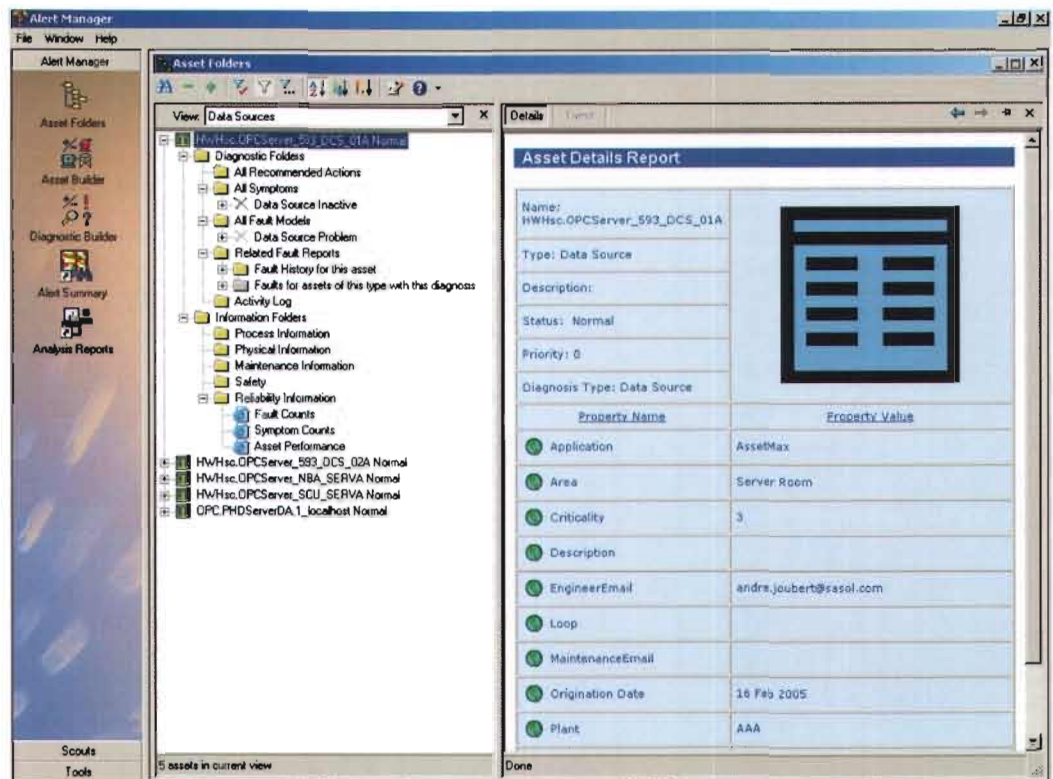 Alert Manager
File Window Help
Alert Manager
Asset Folders
Asset Builder
Diagnostic Builder
Alert Summary
Analysis Reports
Scouts
Tools
Asset Folders
View: Data Sources
HWHsc.OPCServer_593_DCS_01A Normal
Diagnostic Folders
All Recommended Actions
All Symptoms
Data Source Inactive
All Fault Models
Data Source Problem
Related Fault Reports
Fault History for this asset
Faults for assets of this type with this diagnosis
Activity Log
Information Folders
Process Information
Physical Information
Maintenance Information
Safety
Reliability Information
Fault Counts
Symptom Counts
Asset Performance
HWHsc.OPCServer_593_DCS_02A Normal
HWHsc.OPCServer_NBA_SERVA Normal
HWHsc.OPCServer_SCU_SERVA Normal
OPC.PHDServerDA.1_localhost Normal
5 assets in current view
Details
Asset Details Report
Name:
HWHsc.OPCServer_593_DCS_01A
Type: Data Source
Description:
Status: Normal
Priority: 0
Diagnosis Type: Data Source
Property Name Property Value
Application AssetMax
Area Server Room
Criticality 3
Description
EngineerEmail andre.joubert@sasol.com
Loop
MaintenanceEmail
Origination Date 16 Feb 2005
Plant AAA
Done